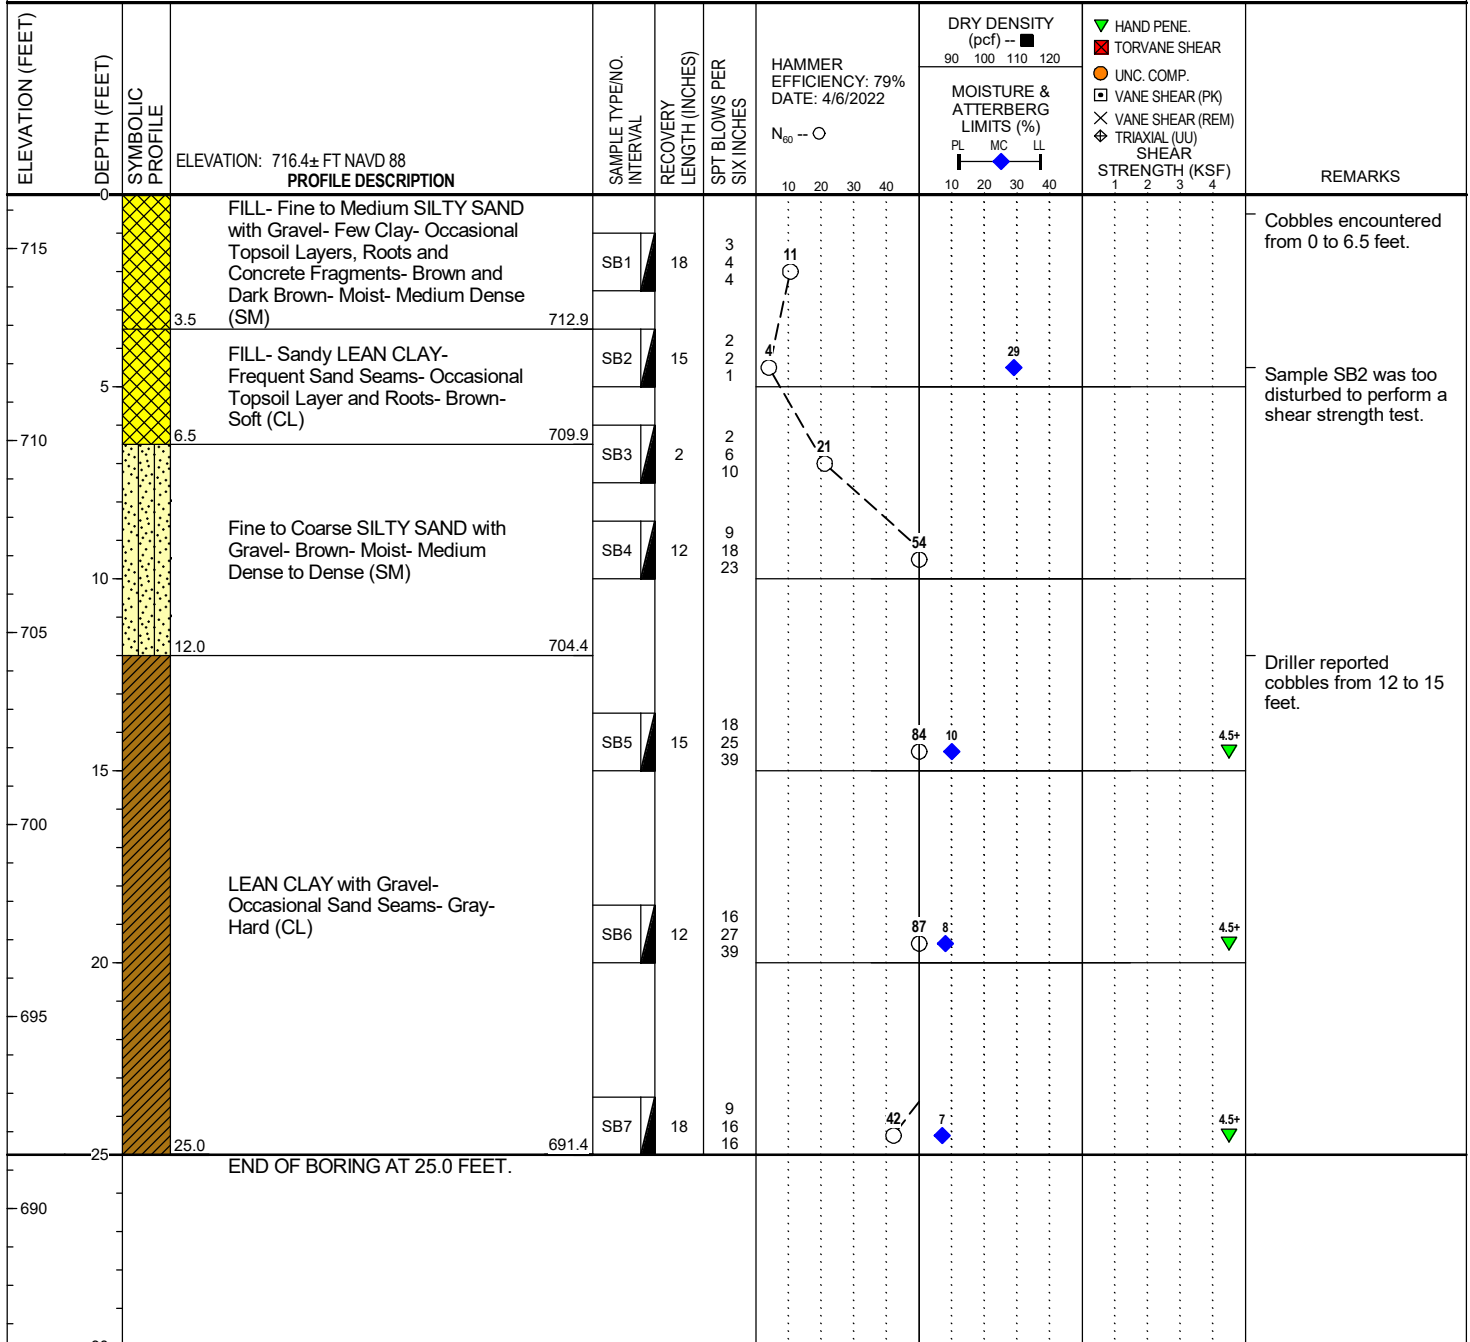 ELEVATION (FEET)
DEPTH (FEET)
SYMBOLIC
PROFILE
ELEVATION: 716.4± FT NAVD 88
PROFILE DESCRIPTION
SAMPLE TYPE/NO.
INTERVAL
RECOVERY
LENGTH (INCHES)
SPT BLOWS PER
SIX INCHES
HAMMER
EFFICIENCY: 79%
DATE: 4/6/2022
N60 --
10 20 30 40
DRY DENSITY
(pcf) --
90 100 110 120
MOISTURE &
ATTERBERG
LIMITS (%)
PL MC LL
10 20 30 40
HAND PENE.
TORVANE SHEAR
UNC. COMP.
VANE SHEAR (PK)
VANE SHEAR (REM)
TRIAXIAL (UU)
SHEAR
STRENGTH (KSF)
1 2 3 4
REMARKS
0
FILL- Fine to Medium SILTY SAND
with Gravel- Few Clay- Occasional
Topsoil Layers, Roots and
Concrete Fragments- Brown and
Dark Brown- Moist- Medium Dense
(SM)
3.5 712.9
715
SB1 18
3
4
4
11
Cobbles encountered
from 0 to 6.5 feet.
FILL- Sandy LEAN CLAY-
Frequent Sand Seams- Occasional
Topsoil Layer and Roots- Brown-
Soft (CL)
6.5 709.9
5
710
SB2 15
2
2
1
4
29
Sample SB2 was too
disturbed to perform a
shear strength test.
SB3 2
2
6
10
21
Fine to Coarse SILTY SAND with
Gravel- Brown- Moist- Medium
Dense to Dense (SM)
SB4 12
9
18
23
54
10
705
12.0 704.4
Driller reported
cobbles from 12 to 15
feet.
SB5 15
18
25
39
84
10
4.5+
15
700
LEAN CLAY with Gravel-
Occasional Sand Seams- Gray-
Hard (CL)
SB6 12
16
27
39
87
8
4.5+
20
695
SB7 18
9
16
16
42
7
4.5+
25.0 691.4
25
END OF BORING AT 25.0 FEET.
690